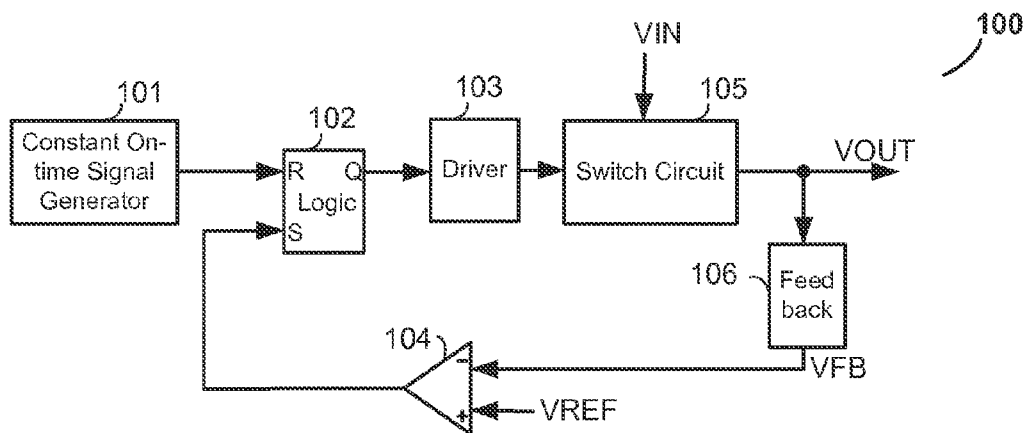 100
VIN
101
Constant On-
time Signal
Generator
102
R
Q
Logic
S
103
Driver
105
Switch Circuit
VOUT
106
Feed
back
VFB
104
-
+
VREF